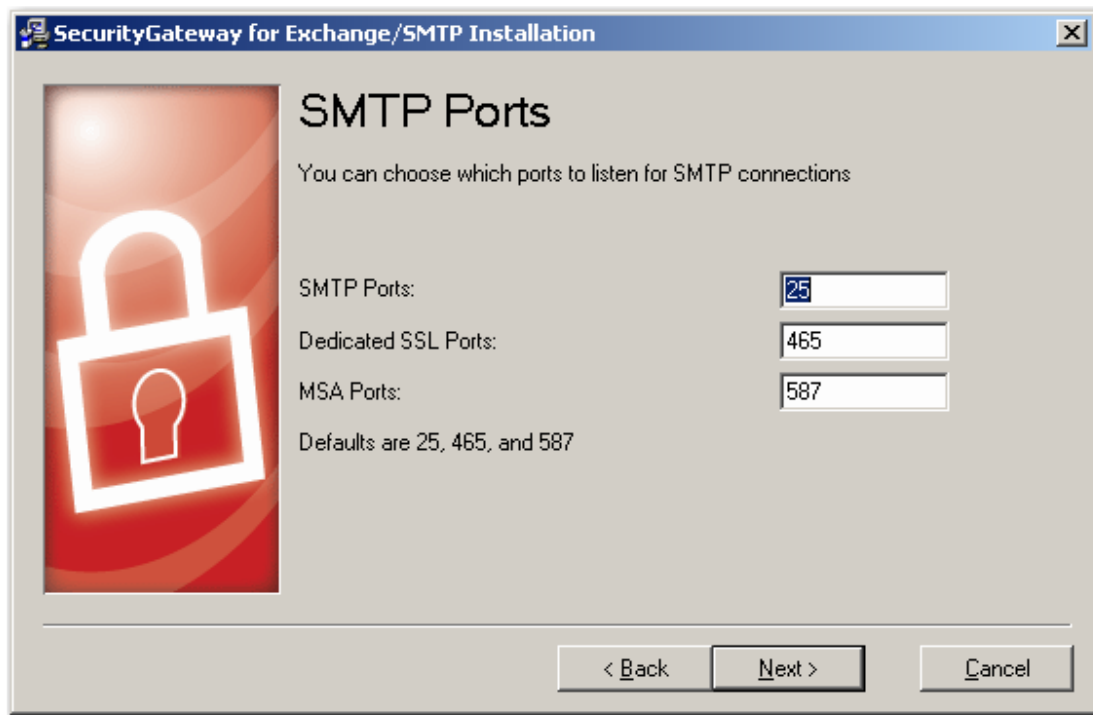 SecurityGateway for Exchange/SMTP Installation
SMTP Ports
You can choose which ports to listen for SMTP connections
SMTP Ports: 25
Dedicated SSL Ports: 465
MSA Ports: 587
Defaults are 25, 465, and 587
< Back Next > Cancel